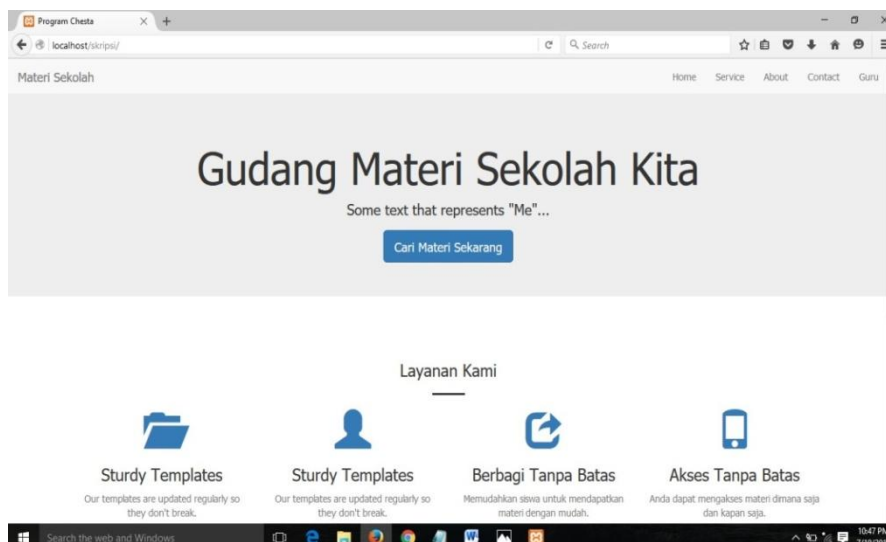 Program Chesta
localhost/skripsi/
Search
Materi Sekolah
Home Service About Contact Guru
Gudang Materi Sekolah Kita
Some text that represents "Me"...
Cari Materi Sekarang
Layanan Kami
Sturdy Templates
Our templates are updated regularly so
they don't break.
Sturdy Templates
Our templates are updated regularly so
they don't break.
Berbagi Tanpa Batas
Memudahkan siswa untuk mendapatkan
materi dengan mudah.
Akses Tanpa Batas
Anda dapat mengakses materi dimana saja
dan kapan saja.
Search the web and Windows
10:47 PM